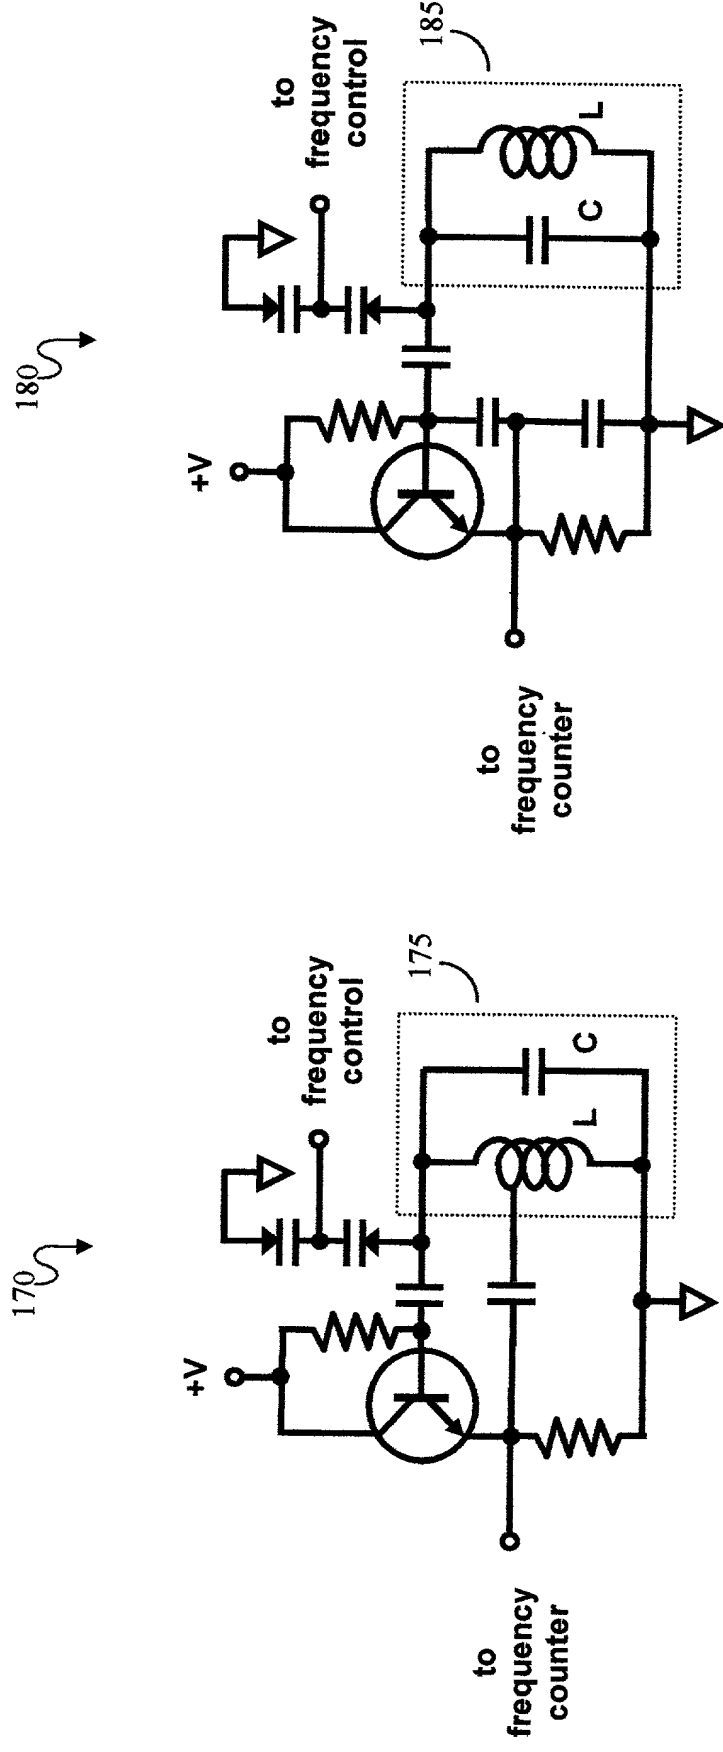 170
+V
to
frequency
control
175
L
C
to
frequency
counter
180
+V
to
frequency
control
185
C
L
to
frequency
counter